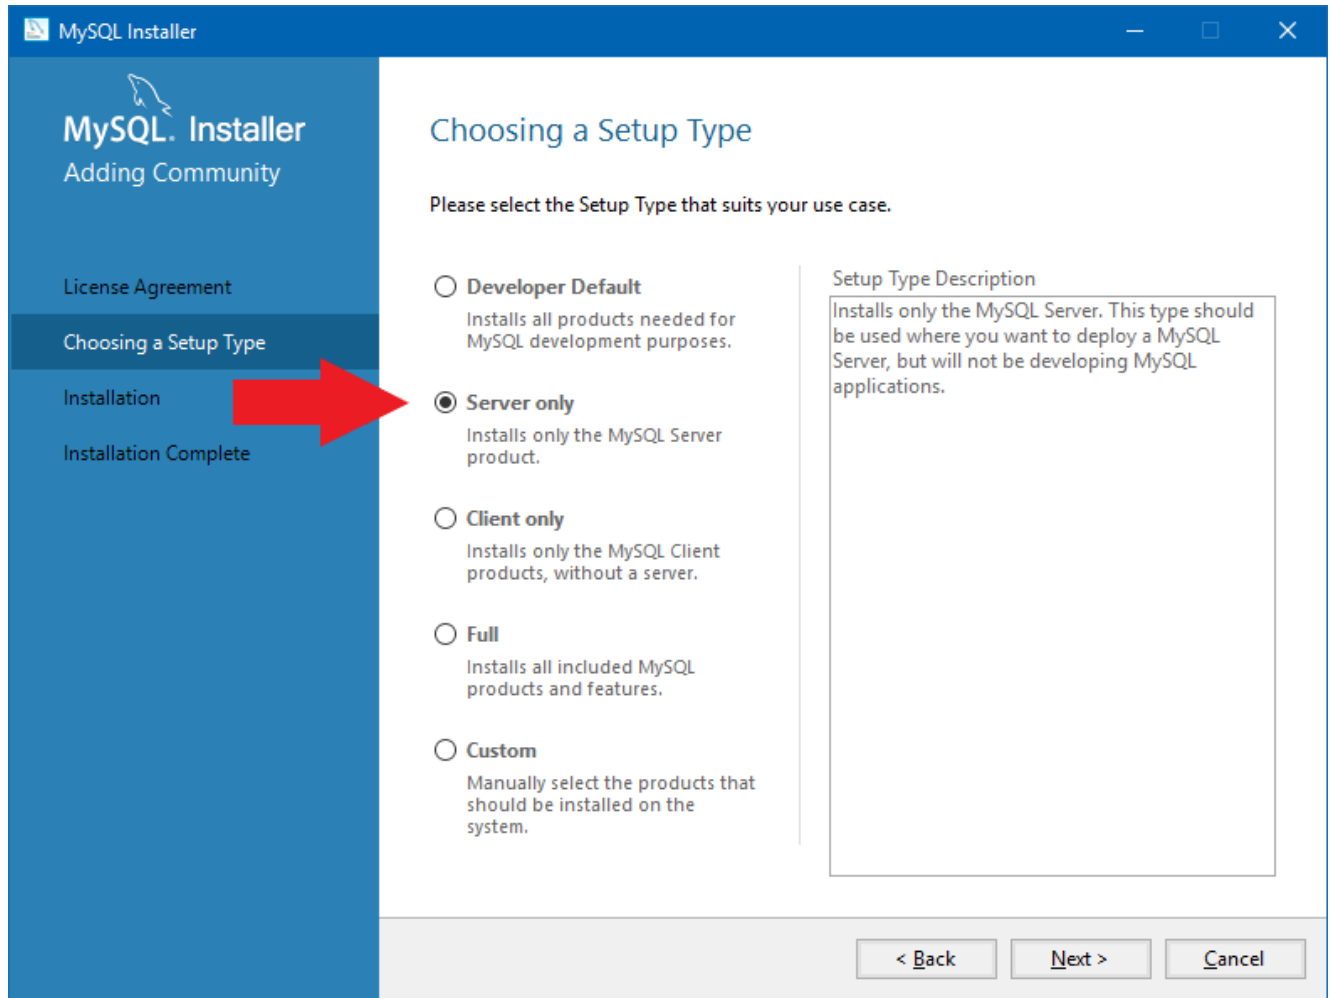 MySQL Installer
MySQL. Installer
Adding Community
License Agreement
Choosing a Setup Type
Installation
Installation Complete
Choosing a Setup Type
Please select the Setup Type that suits your use case.
Developer Default
Installs all products needed for
MySQL development purposes.
Server only
Installs only the MySQL Server
product.
Client only
Installs only the MySQL Client
products, without a server.
Full
Installs all included MySQL
products and features.
Custom
Manually select the products that
should be installed on the
system.
Setup Type Description
Installs only the MySQL Server. This type should
be used where you want to deploy a MySQL
Server, but will not be developing MySQL
applications.
< Back
Next >
Cancel